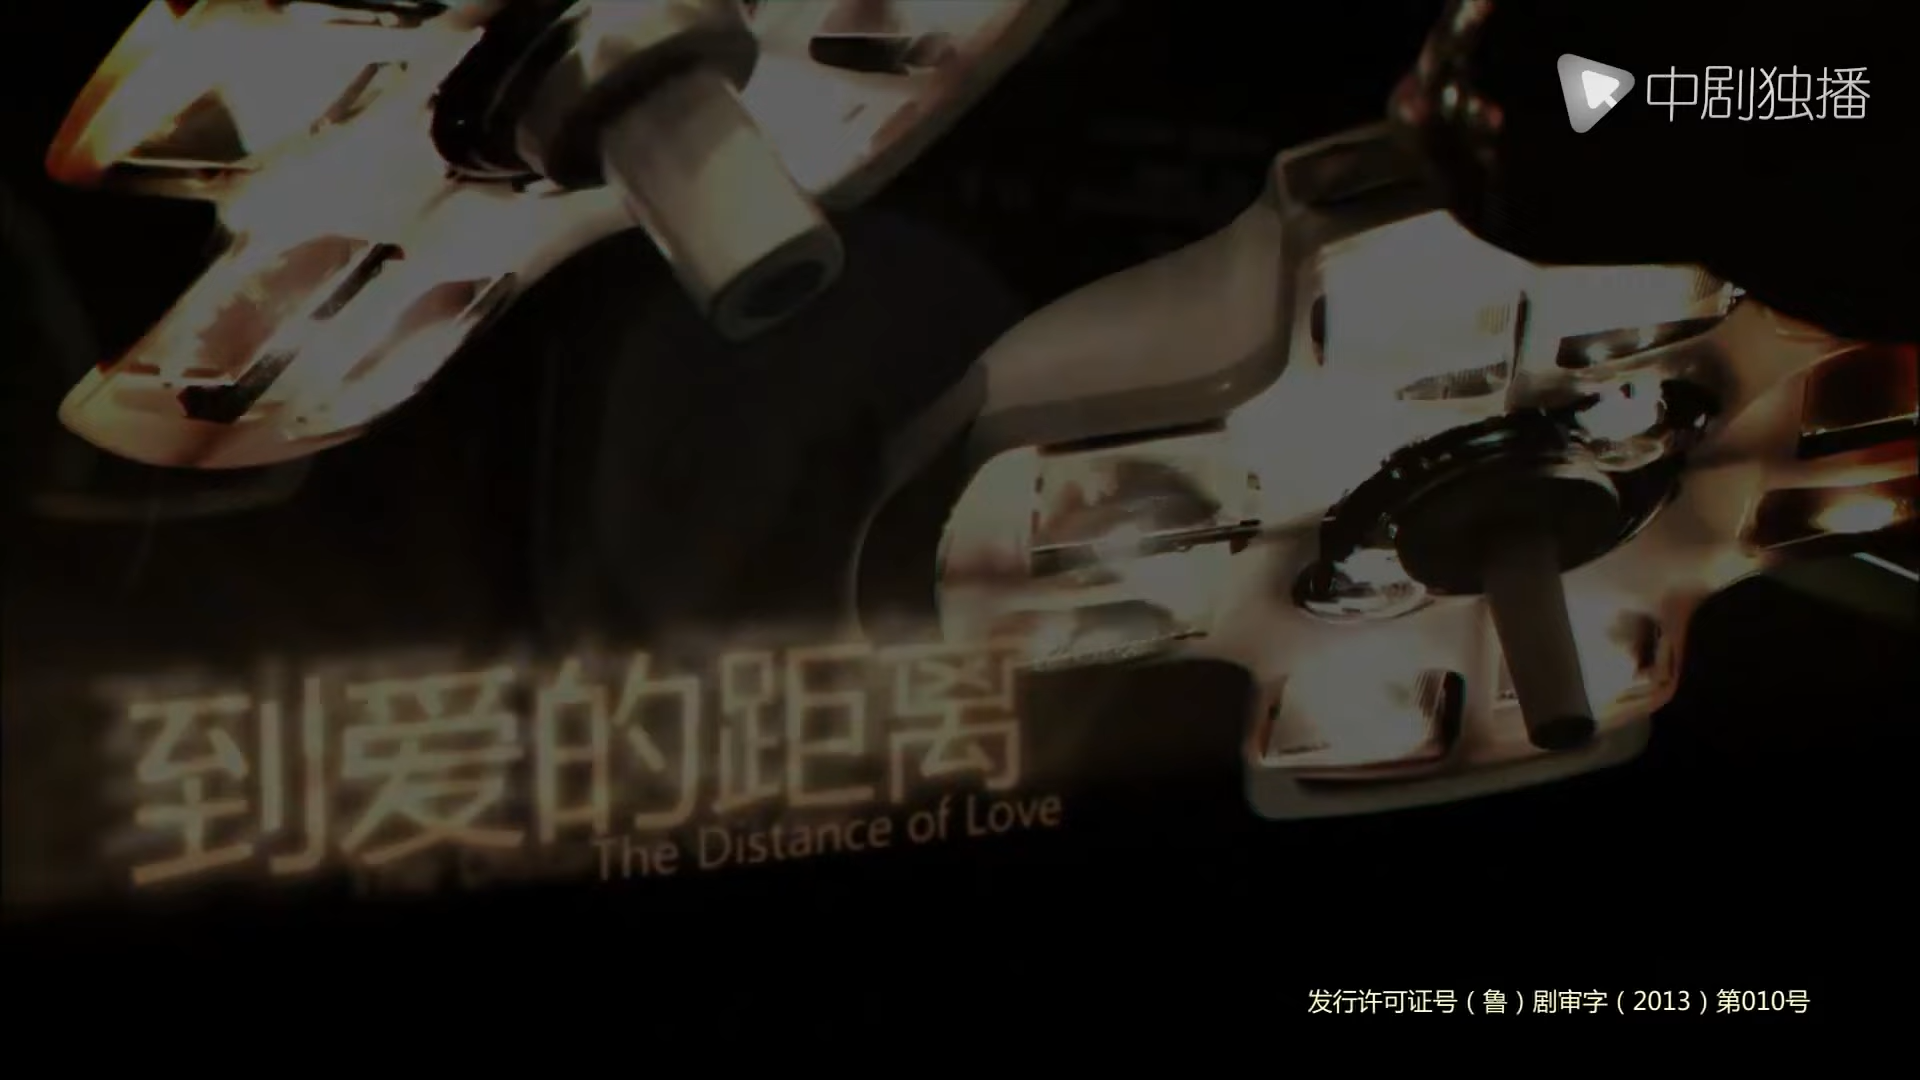 中剧独播
到爱的距离
The Distance of Love
发行许可证号（鲁）剧审字（2013）第010号